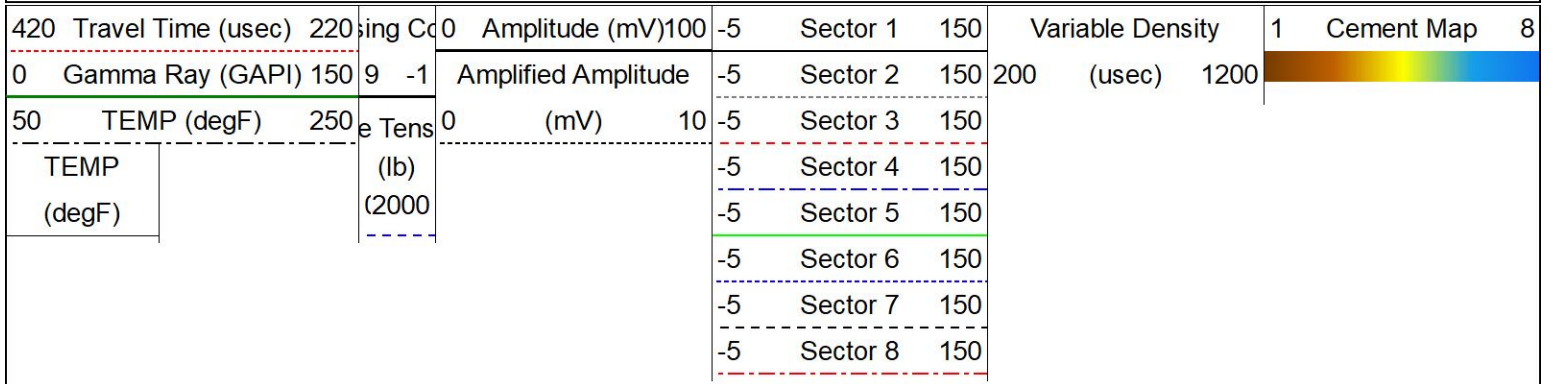 420 Travel Time (usec) 220
0 Gamma Ray (GAPI) 150
50 TEMP (degF) 250
TEMP
(degF)
sing Co
9 -1
e Tens
(lb)
2000
0 Amplitude (mV)100
Amplified Amplitude
0 (mV) 10
-5 Sector 1 150
-5 Sector 2 150
-5 Sector 3 150
-5 Sector 4 150
-5 Sector 5 150
-5 Sector 6 150
-5 Sector 7 150
-5 Sector 8 150
Variable Density
200 (usec) 1200
1 Cement Map 8